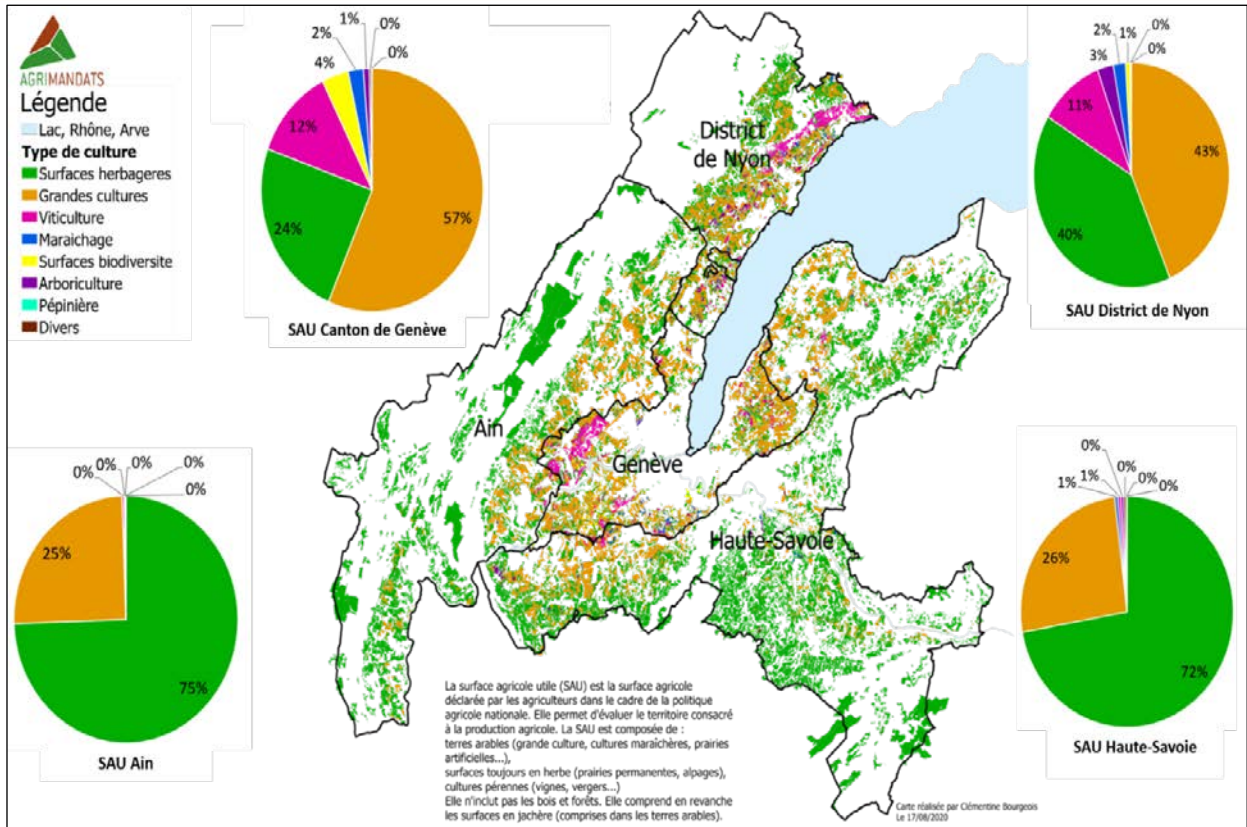 AGRIMANDATS
Légende
Lac, Rhône, Arve
Type de culture
Surfaces herbageres
Grandes cultures
Viticulture
Maraichage
Surfaces biodiversite
Arboriculture
Pépinière
Divers
57%
24%
12%
4%
2%
1%
0%
0%
SAU Canton de Genève
43%
40%
11%
3%
2%
1%
0%
0%
SAU District de Nyon
District
de Nyon
Ain
Genève
Haute-Savoie
75%
25%
0%
0%
0%
0%
0%
SAU Ain
72%
26%
1%
1%
0%
0%
0%
0%
SAU Haute-Savoie
La surface agricole utile (SAU) est la surface agricole
déclarée par les agriculteurs dans le cadre de la politique
agricole nationale. Elle permet d'évaluer le territoire consacré
à la production agricole. La SAU est composée de :
terres arables (grande culture, cultures maraîchères, prairies
artificielles...),
surfaces toujours en herbe (prairies permanentes, alpages),
cultures pérennes (vignes, vergers...)
Elle n'inclut pas les bois et forêts. Elle comprend en revanche
les surfaces en jachère (comprises dans les terres arables).
Carte réalisée par Clémentine Bourgeois
Le 17/08/2020